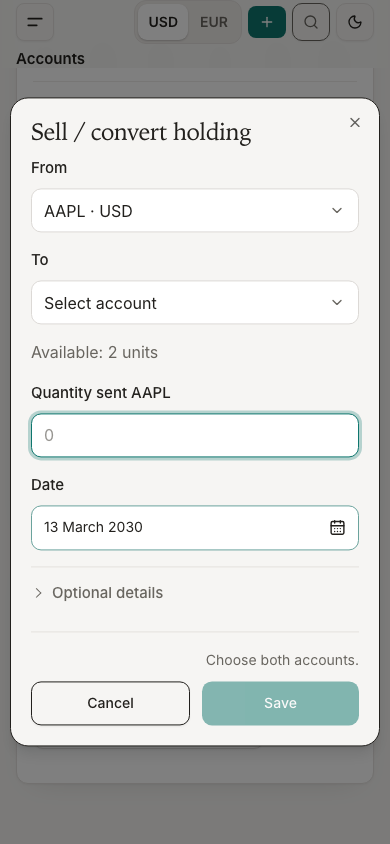 USD EUR
Accounts
Sell / convert holding
From
AAPL · USD
To
Select account
Available: 2 units
Quantity sent AAPL
0
Date
13 March 2030
Optional details
Choose both accounts.
Cancel Save